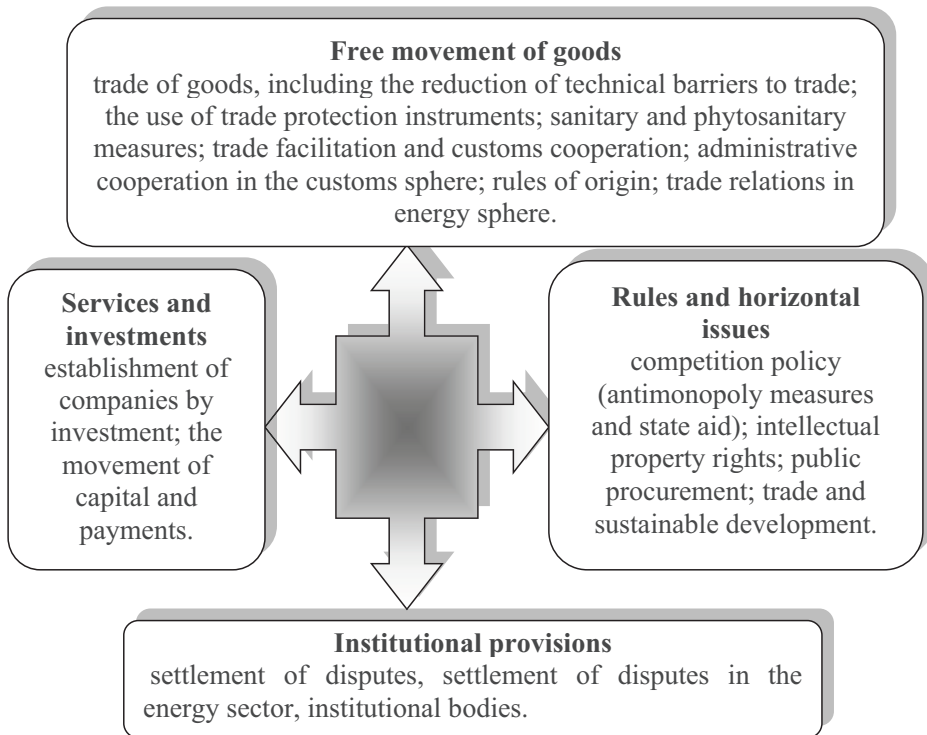 Free movement of goods
trade of goods, including the reduction of technical barriers to trade;
the use of trade protection instruments; sanitary and phytosanitary
measures; trade facilitation and customs cooperation; administrative
cooperation in the customs sphere; rules of origin; trade relations in
energy sphere.
Services and
investments
establishment of
companies by
investment; the
movement of
capital and
payments.
Rules and horizontal
issues
competition policy
(antimonopoly measures
and state aid); intellectual
property rights; public
procurement; trade and
sustainable development.
Institutional provisions
settlement of disputes, settlement of disputes in the
energy sector, institutional bodies.